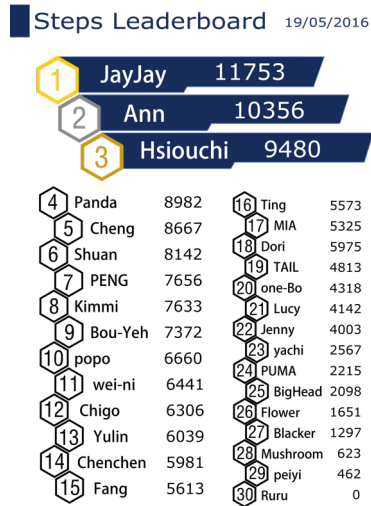 Steps Leaderboard 19/05/2016
1 JayJay 11753
2 Ann 10356
3 Hsiouchi 9480
4 Panda 8982
5 Cheng 8667
6 Shuan 8142
7 PENG 7656
8 Kimmi 7633
9 Bou-Yeh 7372
10 popo 6660
11 wei-ni 6441
12 Chigo 6306
13 Yulin 6039
14 Chenchen 5981
15 Fang 5613
16 Ting 5573
17 MIA 5325
18 Dori 5975
19 TAIL 4813
20 one-Bo 4318
21 Lucy 4142
22 Jenny 4003
23 yachi 2567
24 PUMA 2215
25 BigHead 2098
26 Flower 1651
27 Blacker 1297
28 Mushroom 623
29 peiyi 462
30 Ruru 0